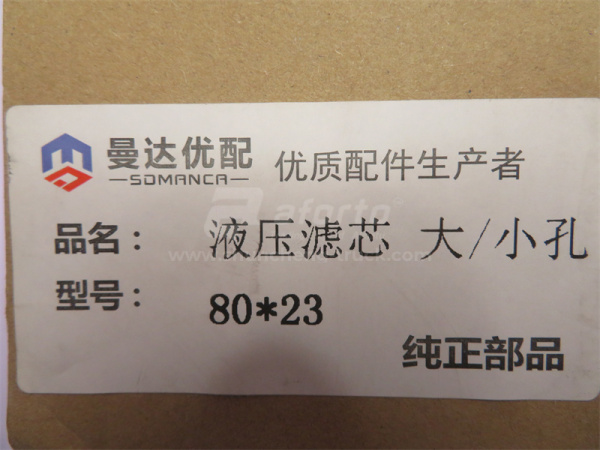 曼达优配
SDMANCA
优质配件生产者
品名： 液压滤芯 大/小孔
型号： 80*23
纯正部品
aforto